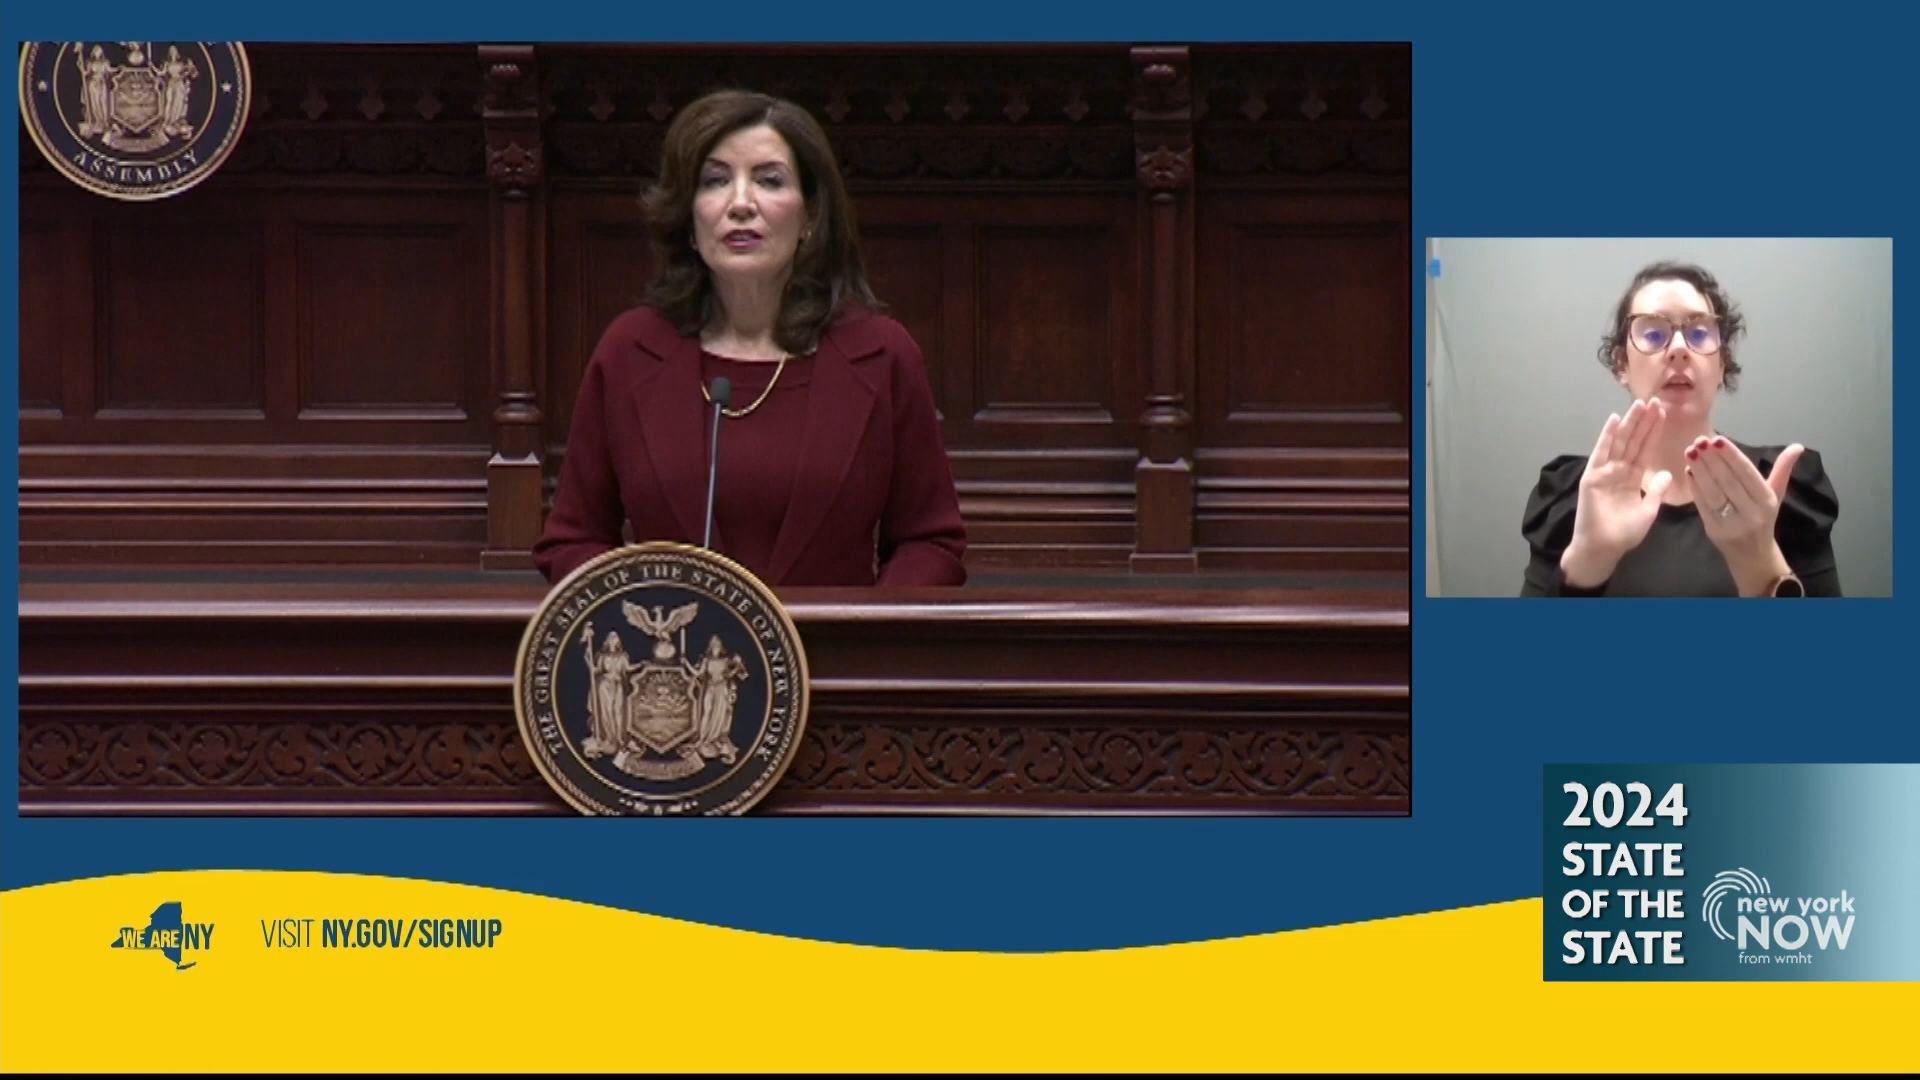 ASSEMBLY
THE GREAT SEAL OF THE STATE OF NEW YORK
WE ARE NY
VISIT NY.GOV/SIGNUP
2024
STATE
OF THE
STATE
new york
NOW
from wmht